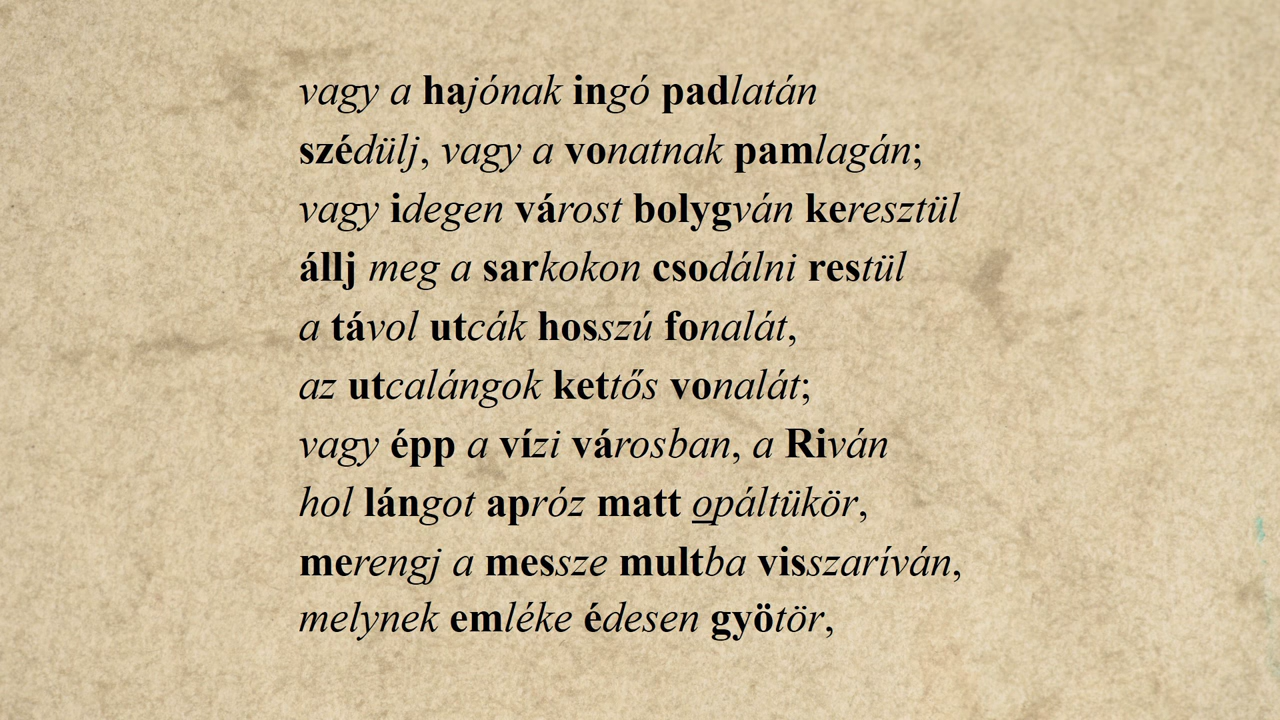 vagy a hajónak ingó padlatán
szédülj, vagy a vonatnak pamlagán;
vagy idegen várost bolygván keresztül
állj meg a sarkokon csodálni restül
a távol utcák hosszú fonalát,
az utcalángok kettős vonalát;
vagy épp a vízi városban, a Riván
hol lángot apróz matt opáltükör,
merengj a messze multba visszaríván,
melynek emléke édesen gyötör,